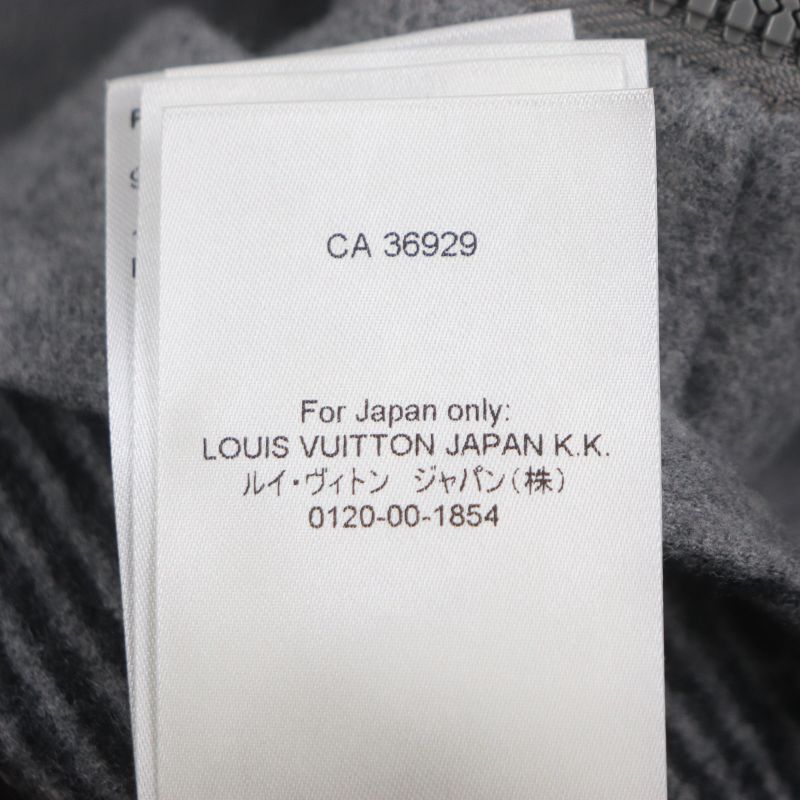 CA 36929
For Japan only:
LOUIS VUITTON JAPAN K.K.
ルイ・ヴィトン　ジャパン(株)
0120-00-1854